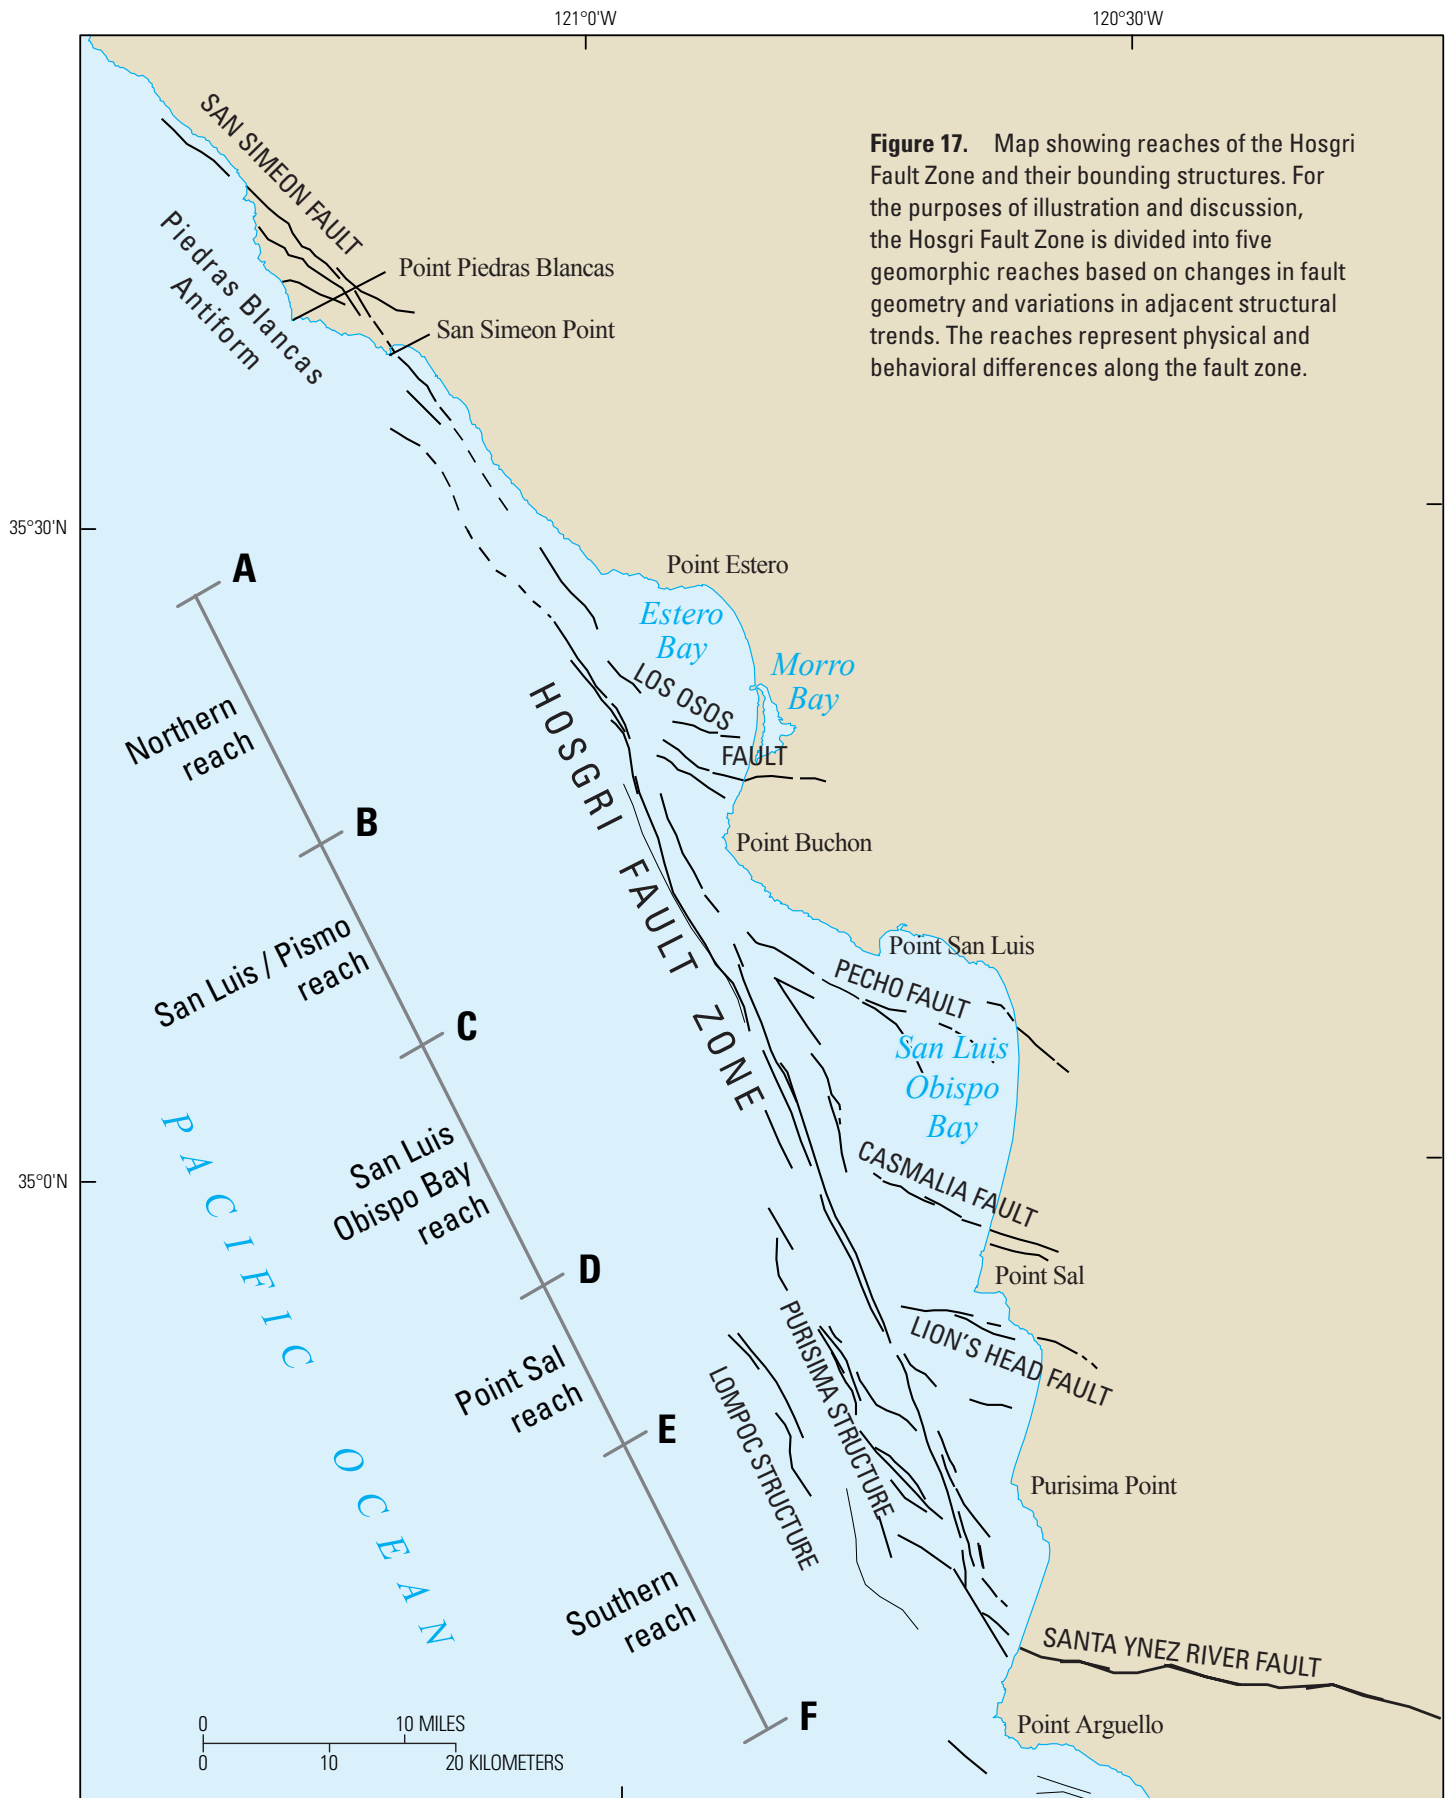 121°0'W
120°30'W
SAN SIMEON FAULT
Figure 17. Map showing reaches of the Hosgri
Fault Zone and their bounding structures. For
the purposes of illustration and discussion,
the Hosgri Fault Zone is divided into five
geomorphic reaches based on changes in fault
geometry and variations in adjacent structural
trends. The reaches represent physical and
behavioral differences along the fault zone.
Piedras Blancas
Antiform
Point Piedras Blancas
San Simeon Point
35°30'N
A
Point Estero
Estero
Bay
Morro
Bay
LOS OSOS
FAULT
HOSGRI FAULT ZONE
Northern
reach
B
Point Buchon
San Luis / Pismo
reach
Point San Luis
PECHO FAULT
C
San Luis
Obispo
Bay
PACIFIC OCEAN
San Luis
Obispo Bay
reach
CASMALIA FAULT
35°0'N
D
Point Sal
LION'S HEAD FAULT
PURISIMA STRUCTURE
LOMPOC STRUCTURE
Point Sal
reach
E
Purisima Point
Southern
reach
SANTA YNEZ RIVER FAULT
F
Point Arguello
0 10 MILES
0 10 20 KILOMETERS